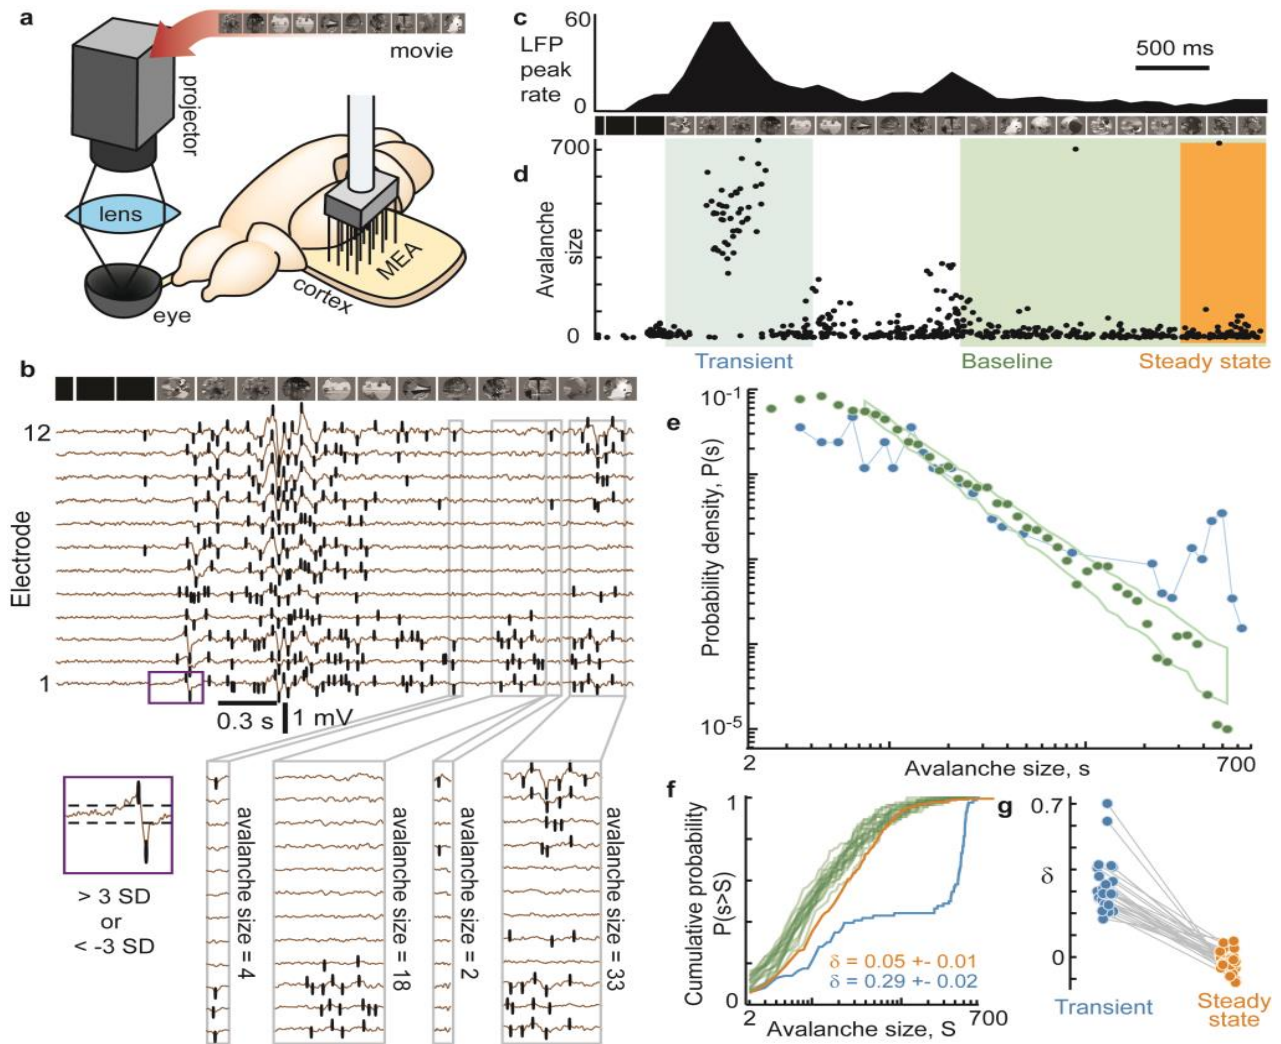 a
movie
projector
lens
eye
cortex
MEA
b
12
Electrode
1
0.3 s
1 mV
> 3 SD
or
< -3 SD
avalanche size = 4
avalanche size = 18
avalanche size = 2
avalanche size = 33
c
60
LFP
peak
rate
0
500 ms
d
700
Avalanche
size
0
Transient
Baseline
Steady state
e
10-1
Probability density, P(s)
10-5
2
Avalanche size, s
700
f
1
Cumulative probability
P(s>S)
0
δ = 0.05 +- 0.01
δ = 0.29 +- 0.02
2
Avalanche size, S
700
g
0.7
δ
0
Transient
Steady
state